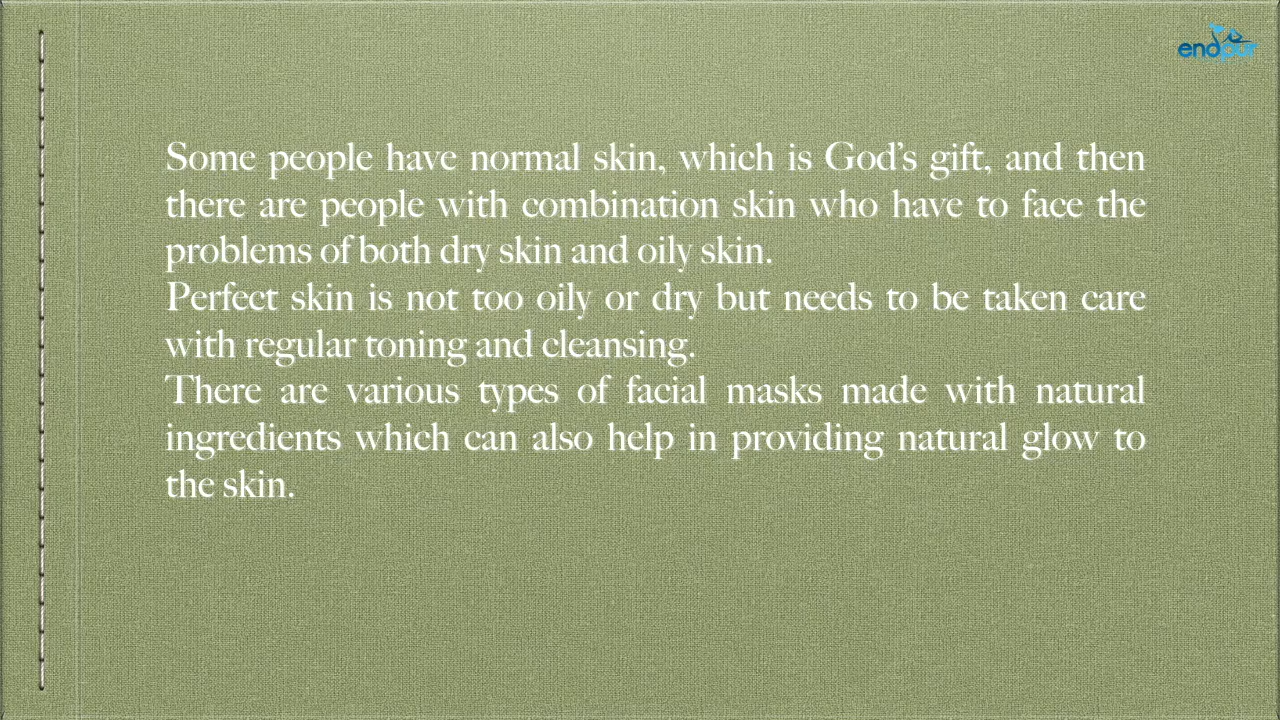 endpur
Some people have normal skin, which is God’s gift, and then
there are people with combination skin who have to face the
problems of both dry skin and oily skin.
Perfect skin is not too oily or dry but needs to be taken care
with regular toning and cleansing.
There are various types of facial masks made with natural
ingredients which can also help in providing natural glow to
the skin.